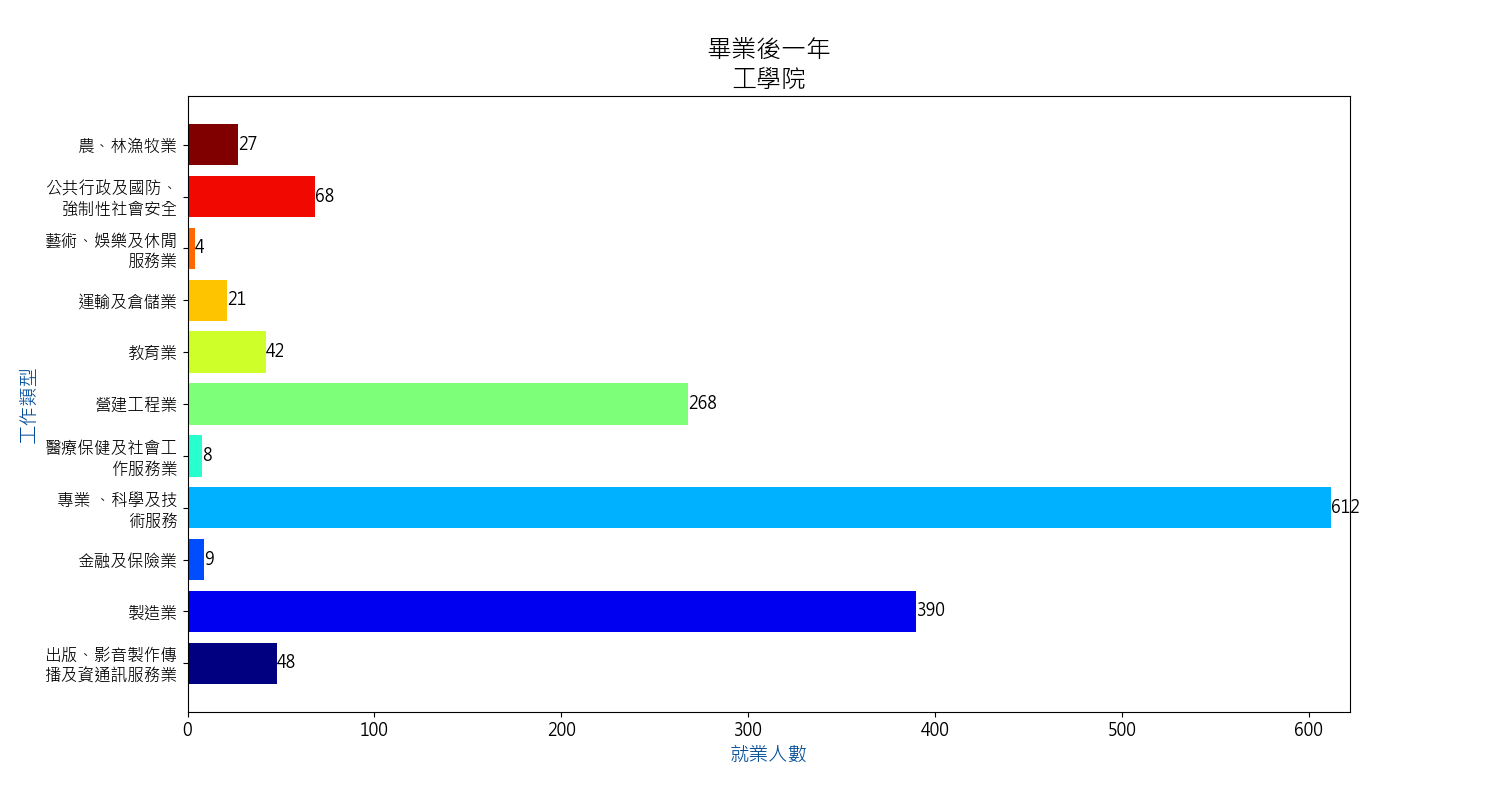 畢業後一年
工學院
農、林漁牧業
27
公共行政及國防、
強制性社會安全
68
藝術、娛樂及休閒
服務業
4
運輸及倉儲業
21
教育業
42
營建工程業
268
醫療保健及社會工
作服務業
8
專業 、科學及技
術服務
612
金融及保險業
9
製造業
390
出版、影音製作傳
播及資通訊服務業
48
工作類型
0 100 200 300 400 500 600
就業人數